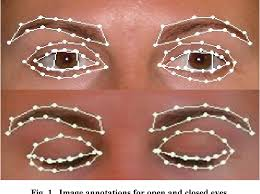 Fig. 1. Image annotations for open and closed eyes